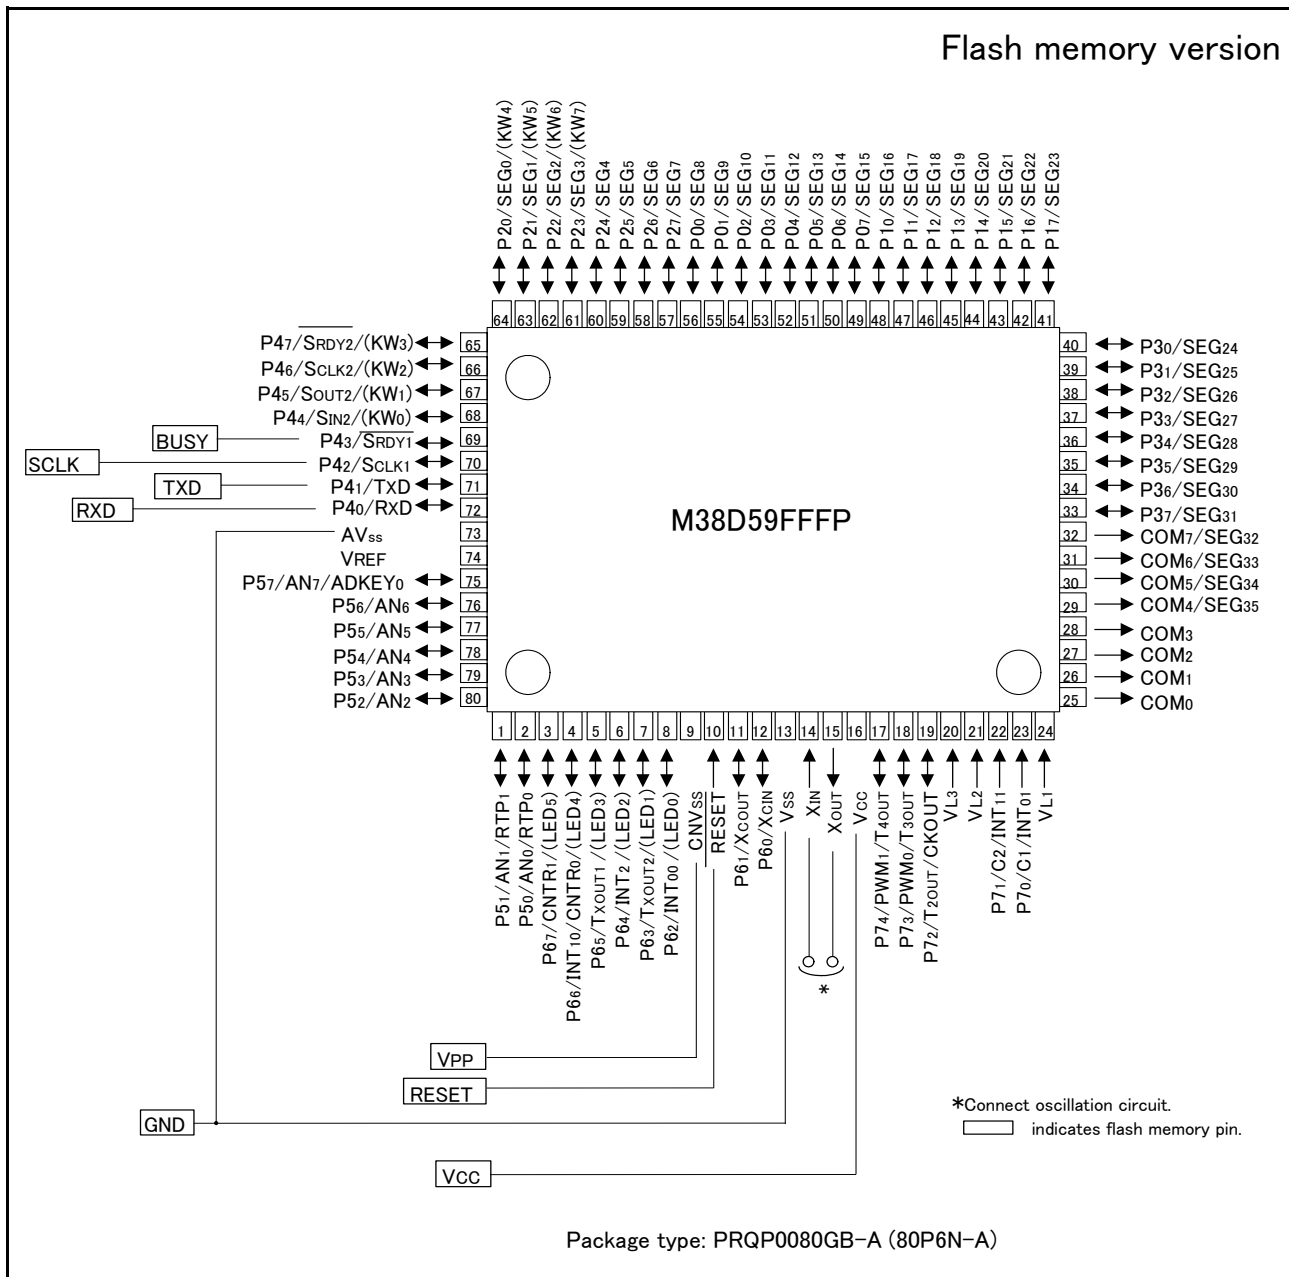 Flash memory version
P20/SEG0/(KW4)
P21/SEG1/(KW5)
P22/SEG2/(KW6)
P23/SEG3/(KW7)
P24/SEG4
P25/SEG5
P26/SEG6
P27/SEG7
P00/SEG8
P01/SEG9
P02/SEG10
P03/SEG11
P04/SEG12
P05/SEG13
P06/SEG14
P07/SEG15
P10/SEG16
P11/SEG17
P12/SEG18
P13/SEG19
P14/SEG20
P15/SEG21
P16/SEG22
P17/SEG23
64 63 62 61 60 59 58 57 56 55 54 53 52 51 50 49 48 47 46 45 44 43 42 41
P47/SRDY2/(KW3) 65
P46/SCLK2/(KW2) 66
P45/SOUT2/(KW1) 67
P44/SIN2/(KW0) 68
BUSY P43/SRDY1 69
SCLK P42/SCLK1 70
TXD P41/TXD 71
RXD P40/RXD 72
AVss 73
VREF 74
P57/AN7/ADKEY0 75
P56/AN6 76
P55/AN5 77
P54/AN4 78
P53/AN3 79
P52/AN2 80
M38D59FFFP
40 P30/SEG24
39 P31/SEG25
38 P32/SEG26
37 P33/SEG27
36 P34/SEG28
35 P35/SEG29
34 P36/SEG30
33 P37/SEG31
32 COM7/SEG32
31 COM6/SEG33
30 COM5/SEG34
29 COM4/SEG35
28 COM3
27 COM2
26 COM1
25 COM0
1 2 3 4 5 6 7 8 9 10 11 12 13 14 15 16 17 18 19 20 21 22 23 24
P51/AN1/RTP1
P50/AN0/RTP0
P67/CNTR1/(LED5)
P66/INT10/CNTR0/(LED4)
P65/TXOUT1/(LED3)
P64/INT2/(LED2)
P63/TXOUT2/(LED1)
P62/INT00/(LED0)
CNVSS
RESET
P61/XCOUT
P60/XCIN
VSS
XIN
XOUT
VCC
P74/PWM1/T4OUT
P73/PWM0/T3OUT
P72/T2OUT/CKOUT
VL3
VL2
P71/C2/INT11
P70/C1/INT01
VL1
*
VPP
RESET
GND
VCC
*Connect oscillation circuit.
indicates flash memory pin.
Package type: PRQP0080GB-A (80P6N-A)